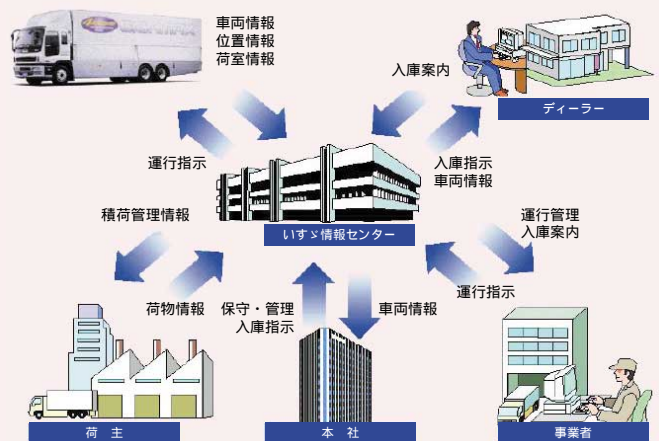 車両情報
位置情報
荷室情報
入庫案内
ディーラー
運行指示
入庫指示
車両情報
積荷管理情報
いすゞ情報センター
運行管理
入庫案内
荷物情報
保守・管理
入庫指示
車両情報
運行指示
荷 主
本 社
事業者